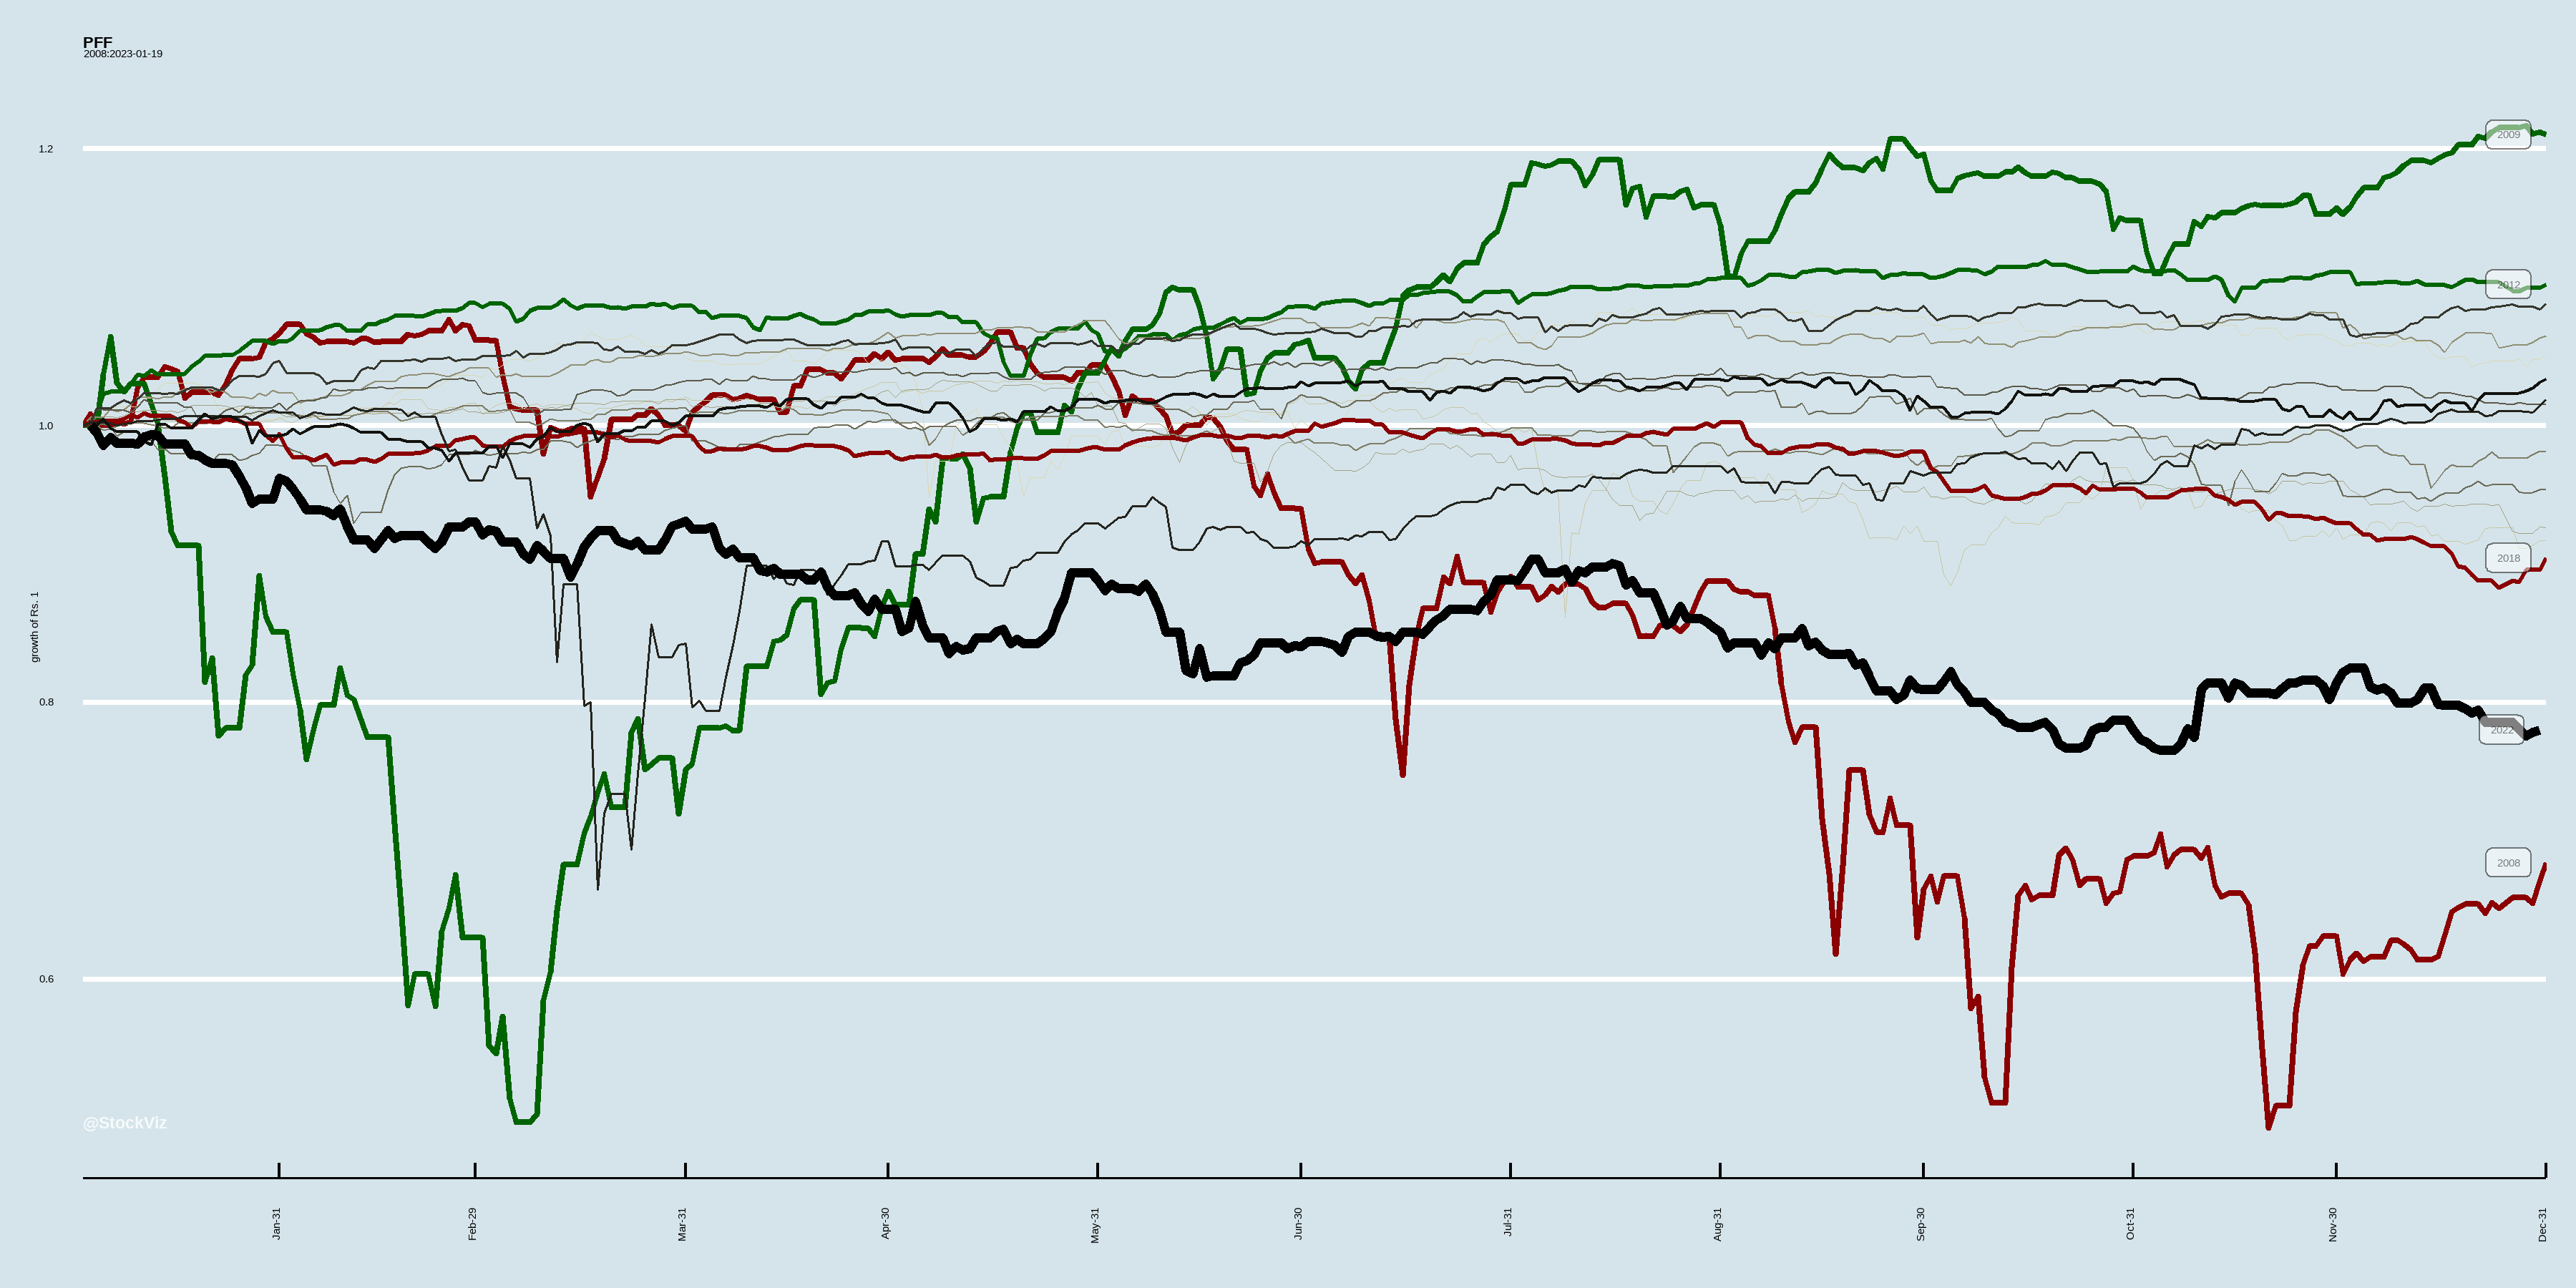 PFF
2008:2023-01-19
1.2
1.0
0.8
0.6
growth of Rs. 1
2009
2012
2018
2022
2008
@StockViz
Jan-31
Feb-29
Mar-31
Apr-30
May-31
Jun-30
Jul-31
Aug-31
Sep-30
Oct-31
Nov-30
Dec-31